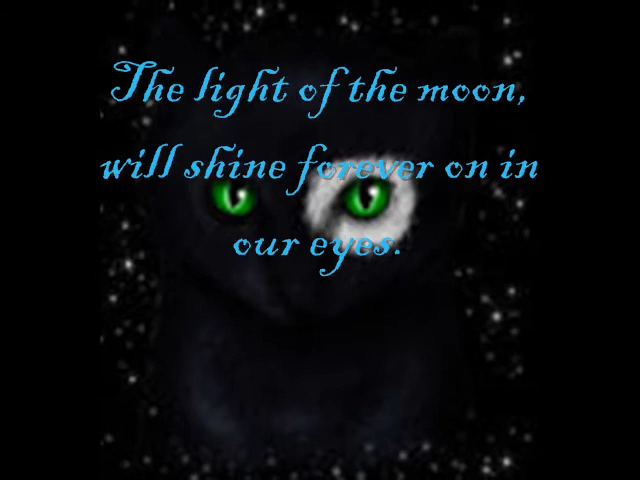 The light of the moon,
will shine forever on in
our eyes.